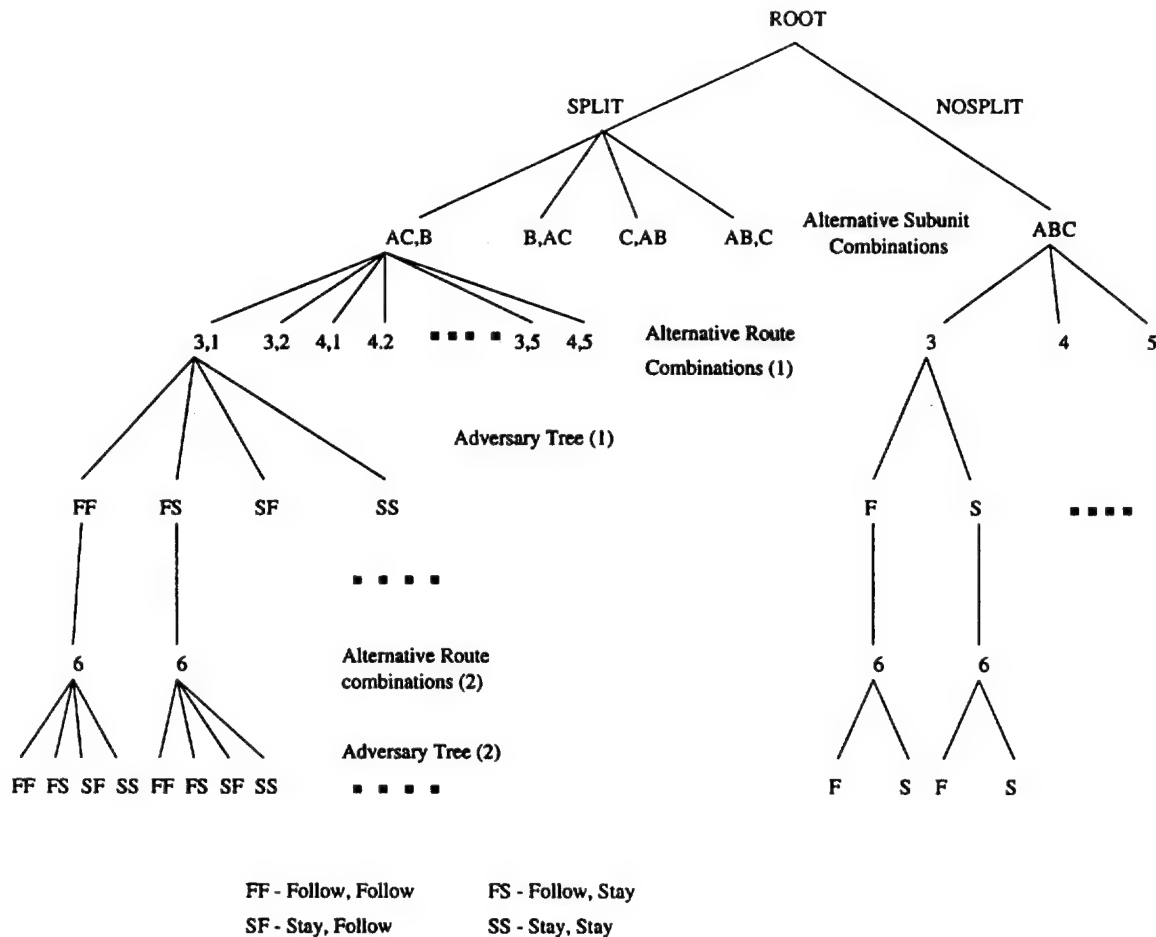 ROOT
SPLIT
NOSPLIT
AC,B B,AC C,AB AB,C
Alternative Subunit
Combinations
ABC
3,1 3,2 4,1 4.2 3,5 4,5
Alternative Route
Combinations (1)
3 4 5
Adversary Tree (1)
FF FS SF SS
F S
6 6
Alternative Route
combinations (2)
6 6
Adversary Tree (2)
FF FS SF SS FF FS SF SS
F S F S
FF - Follow, Follow FS - Follow, Stay
SF - Stay, Follow SS - Stay, Stay